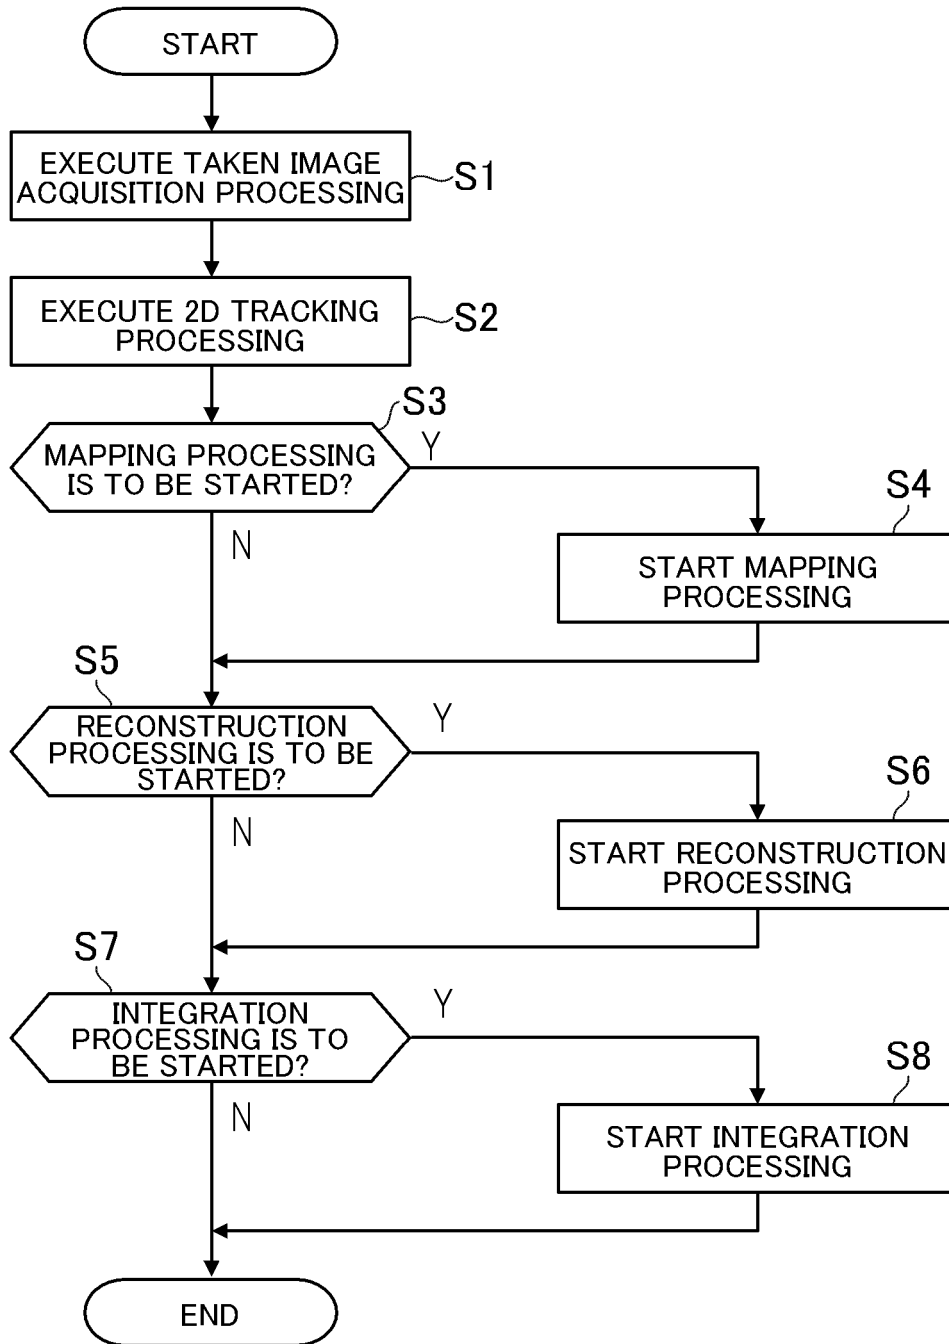 START
EXECUTE TAKEN IMAGE
ACQUISITION PROCESSING
S1
EXECUTE 2D TRACKING
PROCESSING
S2
S3
MAPPING PROCESSING
IS TO BE STARTED?
Y
N
S4
START MAPPING
PROCESSING
S5
RECONSTRUCTION
PROCESSING IS TO BE
STARTED?
Y
N
S6
START RECONSTRUCTION
PROCESSING
S7
INTEGRATION
PROCESSING IS TO
BE STARTED?
Y
N
S8
START INTEGRATION
PROCESSING
END